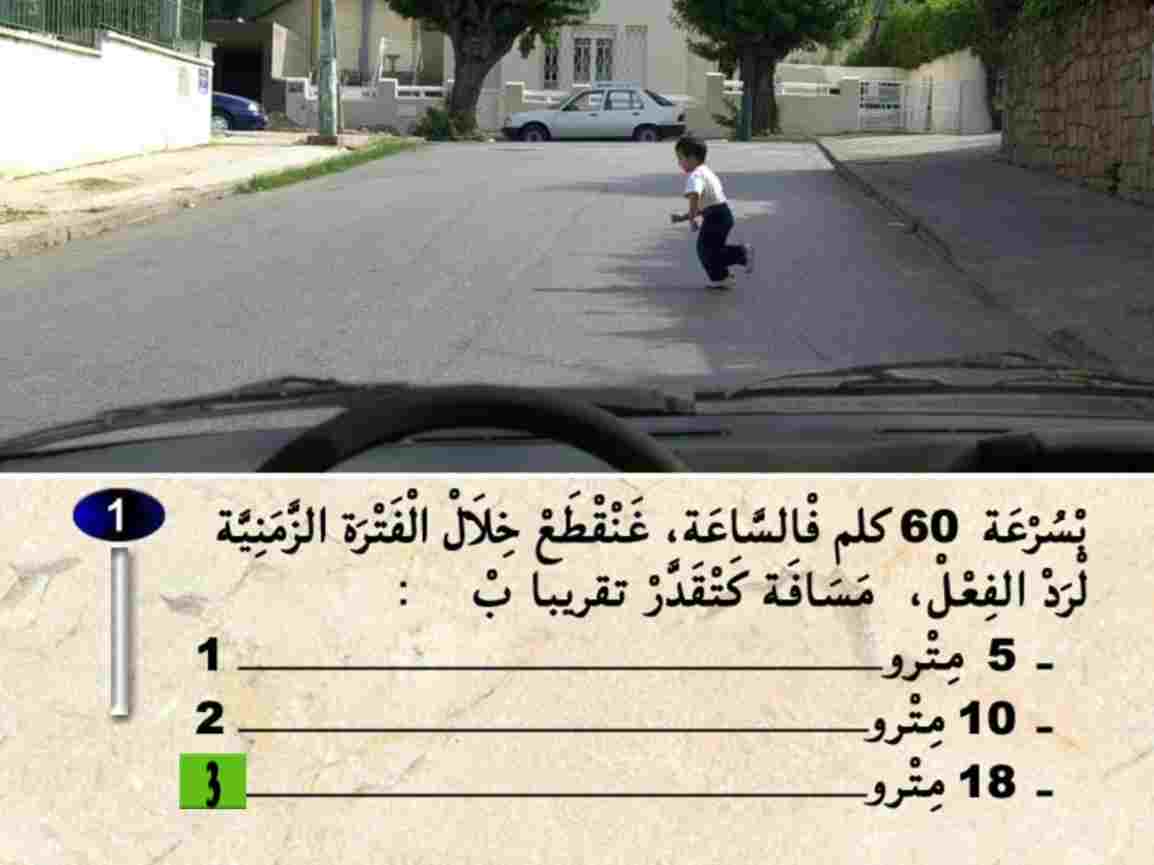 1
بْسُرْعَة 60 كلم فْالسَّاعَة، غَنْقْطَعْ خِلَالْ الْفَتْرَة الزَّمَنِيَّة
لْرَدْ الفِعْلْ، مَسَافَة كَتْقَدَّرْ تقريبا بْ :
- 5 مِتْرو 1
- 10 مِتْرو 2
- 18 مِتْرو